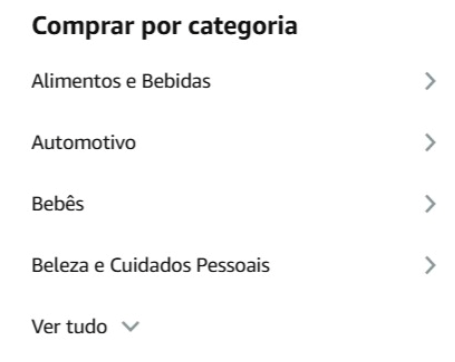 Comprar por categoria
Alimentos e Bebidas
Automotivo
Bebês
Beleza e Cuidados Pessoais
Ver tudo